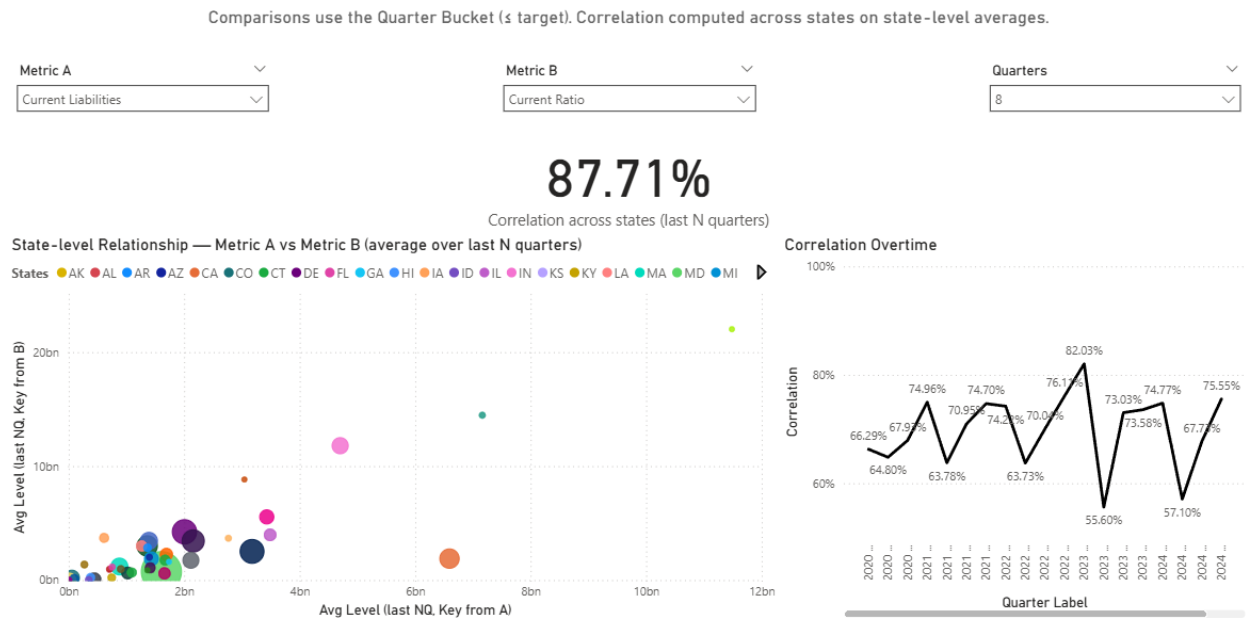 Comparisons use the Quarter Bucket (≤ target). Correlation computed across states on state-level averages.
Metric A
Current Liabilities
Metric B
Current Ratio
Quarters
8
87.71%
Correlation across states (last N quarters)
State-level Relationship — Metric A vs Metric B (average over last N quarters)
States AK AL AR AZ CA CO CT DE FL GA HI IA ID IL IN KS KY LA MA MD MI
Avg Level (last NQ, Key from B)
20bn
10bn
0bn
0bn 2bn 4bn 6bn 8bn 10bn 12bn
Avg Level (last NQ, Key from A)
Correlation Overtime
Correlation
100%
80%
60%
66.29%
64.80%
67.93%
74.96%
63.78%
70.95%
74.70%
74.22%
63.73%
70.04%
76.11%
82.03%
55.60%
73.03%
73.58%
74.77%
57.10%
67.73%
75.55%
2020 2020 2020 2021 2021 2021 2021 2022 2022 2022 2022 2023 2023 2023 2023 2024 2024 2024 2024
Quarter Label